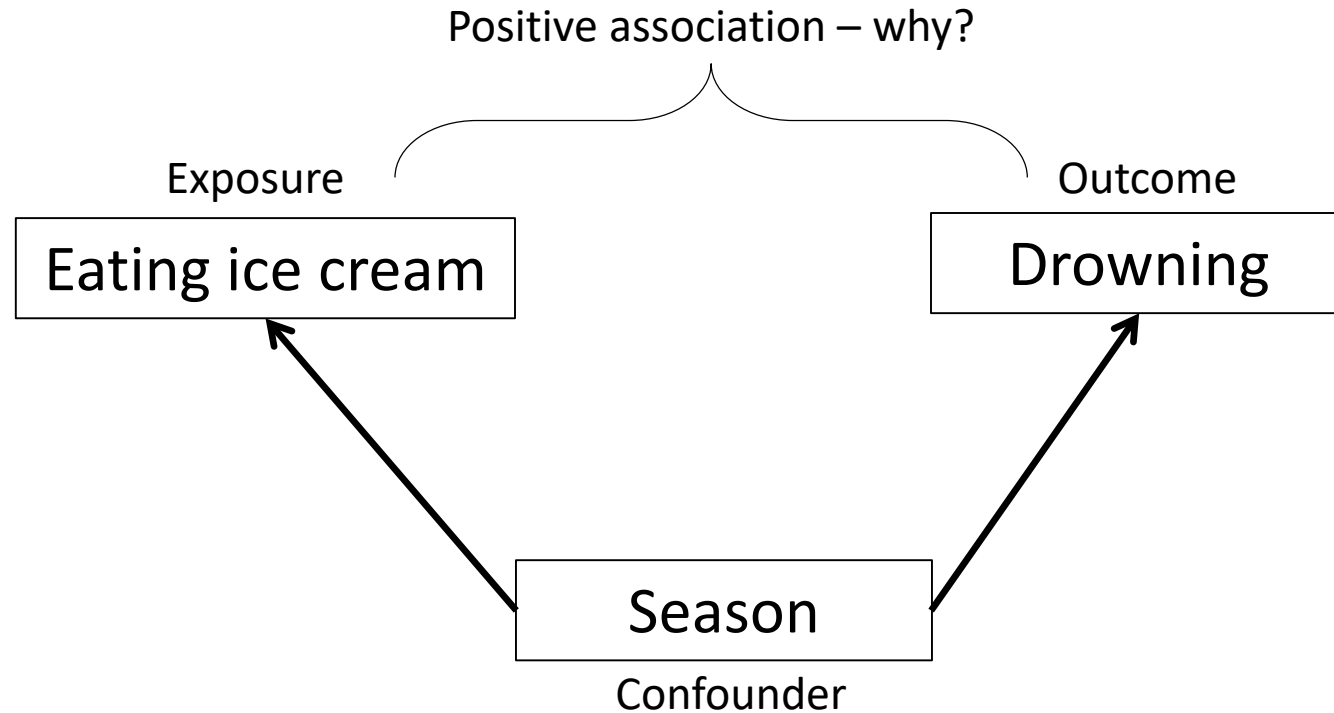 Positive association – why?
Exposure
Outcome
Eating ice cream
Drowning
Season
Confounder